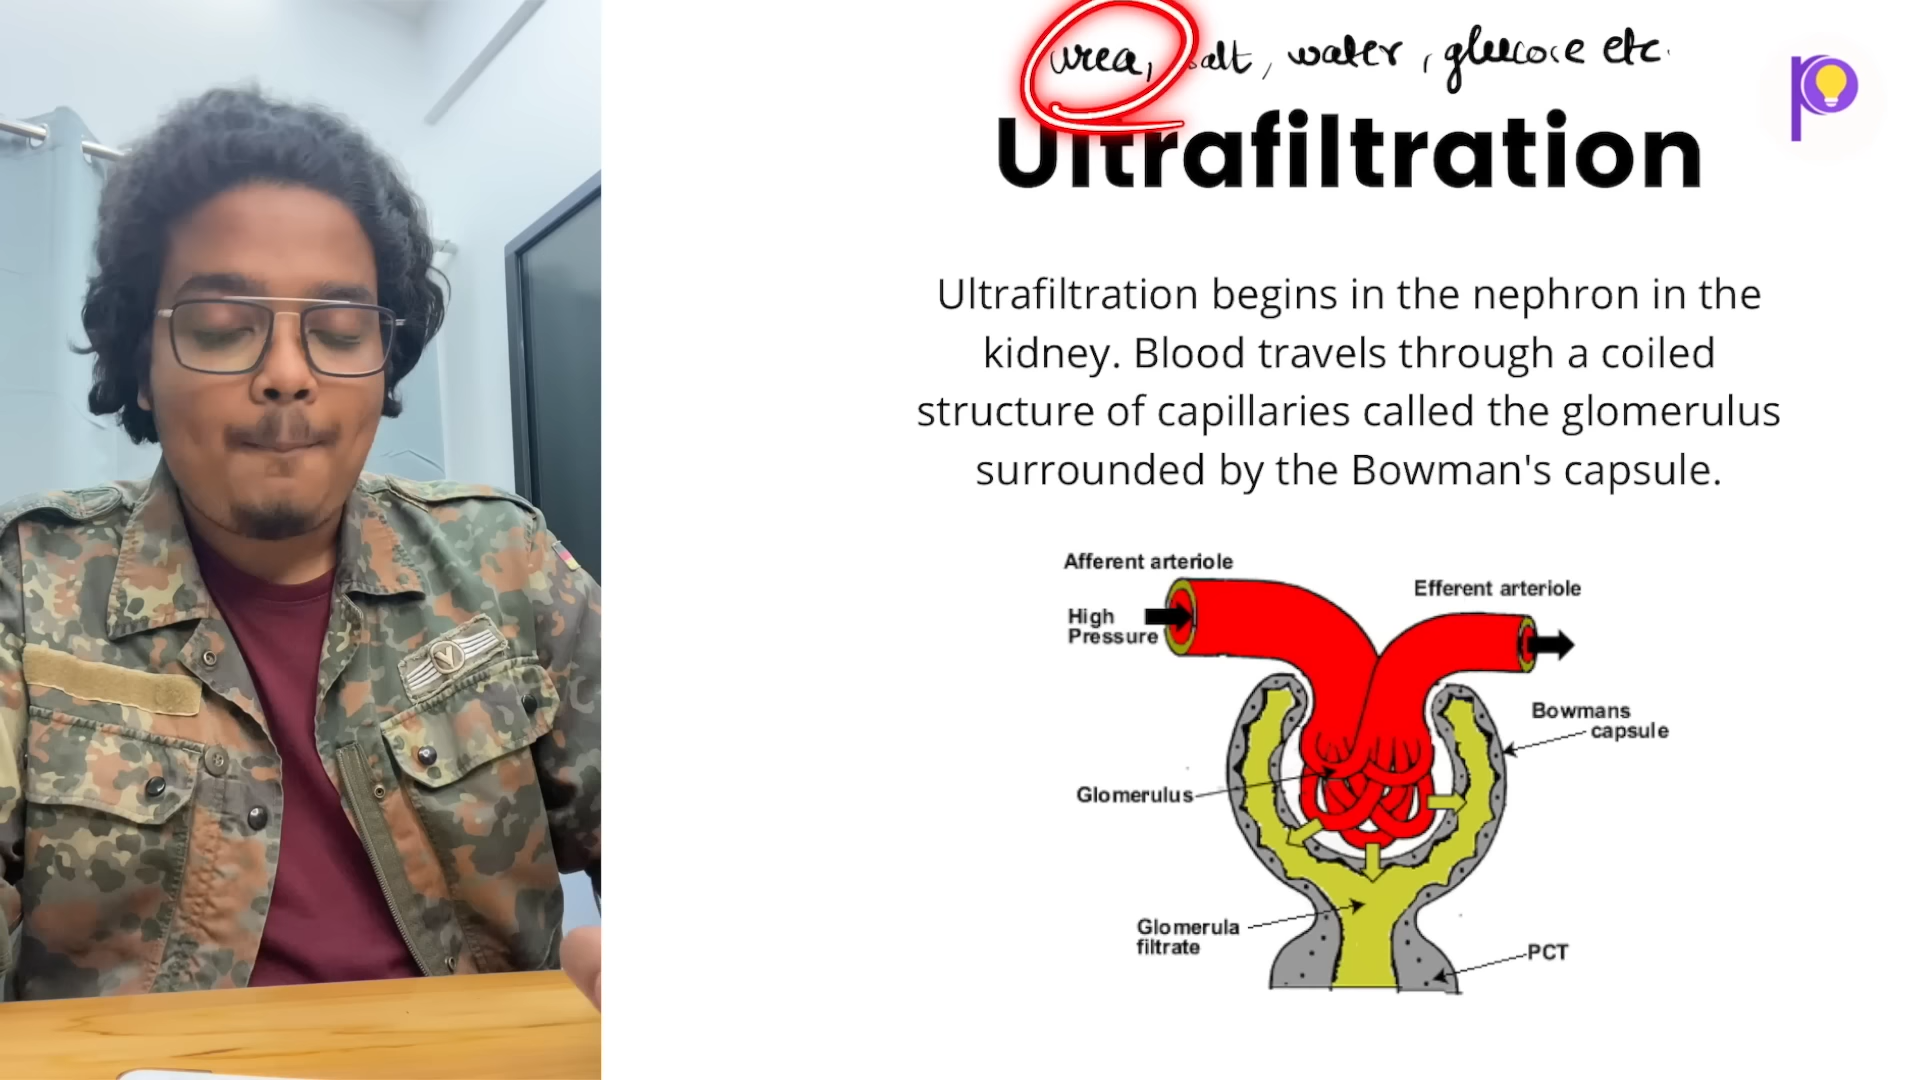 urea, salt, water, glucose etc.
Ultrafiltration
Ultrafiltration begins in the nephron in the
kidney. Blood travels through a coiled
structure of capillaries called the glomerulus
surrounded by the Bowman's capsule.
Afferent arteriole
Efferent arteriole
High
Pressure
Bowmans
capsule
Glomerulus
Glomerula
filtrate
PCT